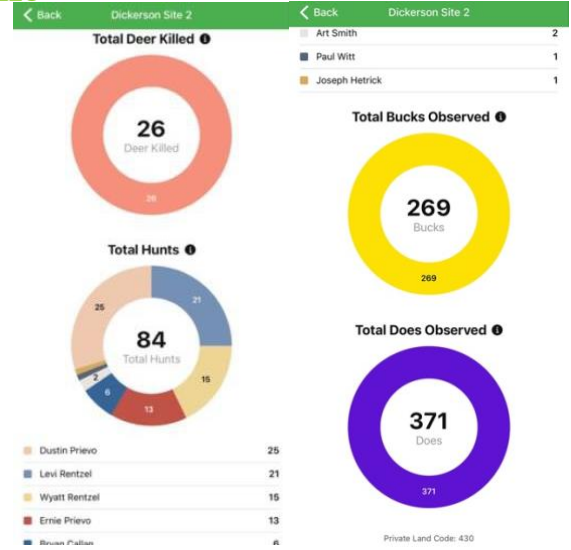 Back Dickerson Site 2
Total Deer Killed
26
Deer Killed
26
Total Hunts
25
21
84
Total Hunts
2
15
6
13
Dustin Prievo 25
Levi Rentzel 21
Wyatt Rentzel 15
Ernie Prievo 13
Bryan Callan 6
Back Dickerson Site 2
Art Smith 2
Paul Witt 1
Joseph Hetrick 1
Total Bucks Observed
269
Bucks
269
Total Does Observed
371
Does
371
Private Land Code: 430